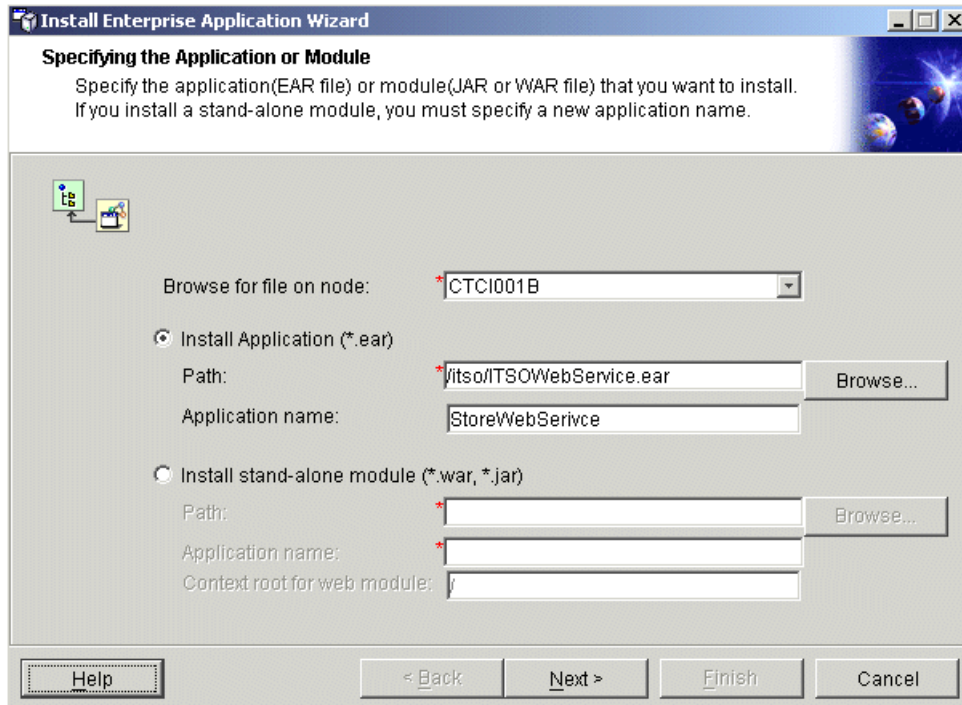 Install Enterprise Application Wizard
Specifying the Application or Module
Specify the application(EAR file) or module(JAR or WAR file) that you want to install.
If you install a stand-alone module, you must specify a new application name.
Browse for file on node: *CTCI001B
Install Application (*.ear)
Path: */itso/ITSOWebService.ear Browse...
Application name: StoreWebSerivce
Install stand-alone module (*.war, *.jar)
Path: * Browse...
Application name: *
Context root for web module: /
Help < Back Next > Finish Cancel